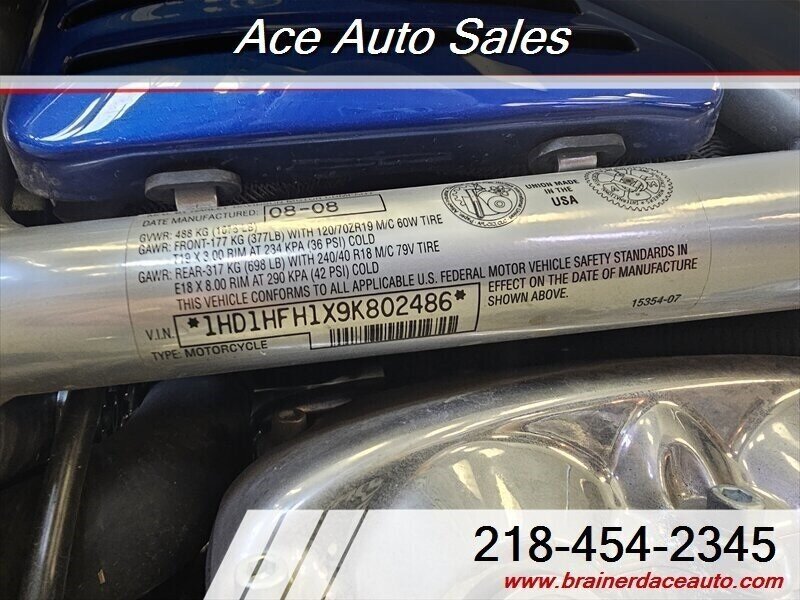 Ace Auto Sales
DATE MANUFACTURED: 08-08
GVWR: 488 KG LB)
GAWR: FRONT-177 KG (377LB) WITH 120/70ZR19 M/C 60W TIRE
T19 X 3.00 RIM AT 234 KPA (36 PSI) COLD
GAWR: REAR-317 KG (698 LB) WITH 240/40 R18 M/C 79V TIRE
E18 X 8.00 RIM AT 290 KPA (42 PSI) COLD
THIS VEHICLE CONFORMS TO ALL APPLICABLE U.S. FEDERAL MOTOR VEHICLE SAFETY STANDARDS IN
EFFECT ON THE DATE OF MANUFACTURE
SHOWN ABOVE.
UNION MADE
IN THE
USA
15354-07
V.I.N. *1HD1HFH1X9K802486*
TYPE: MOTORCYCLE
218-454-2345
www.brainerdaceauto.com